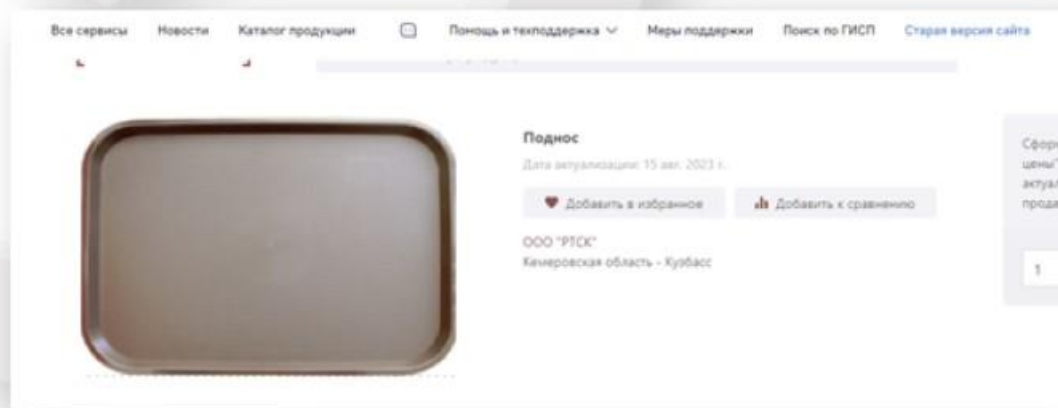 Все сервисы Новости Каталог продукции Помощь и техподдержка Меры поддержки Поиск по ГИСП Старая версия сайта
Поднос
Дата актуализации: 15 авг. 2023 г.
Добавить в избранное Добавить к сравнению
ООО "РТСК"
Кемеровская область - Кузбасс
цены"
1